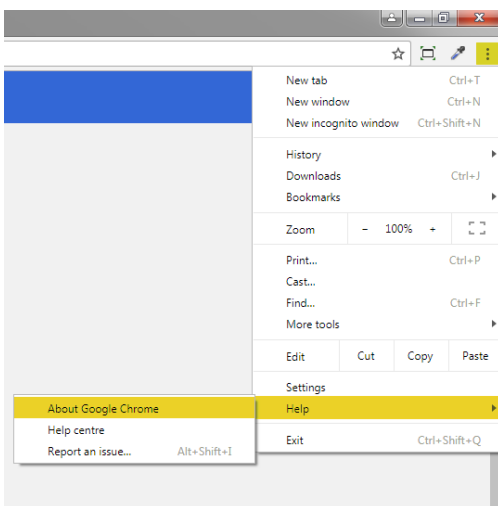 New tab Ctrl+T
New window Ctrl+N
New incognito window Ctrl+Shift+N
History
Downloads Ctrl+J
Bookmarks
Zoom - 100% +
Print... Ctrl+P
Cast...
Find... Ctrl+F
More tools
Edit Cut Copy Paste
Settings
Help
About Google Chrome
Help centre
Report an issue... Alt+Shift+I
Exit Ctrl+Shift+Q